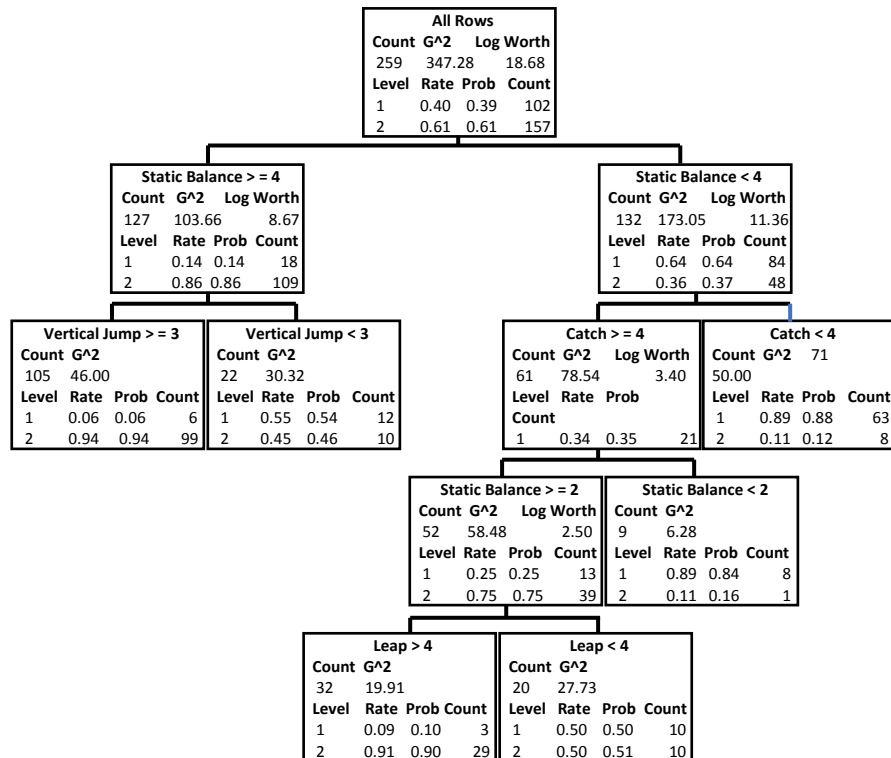 All Rows
Count G^2 Log Worth
259 347.28 18.68
Level Rate Prob Count
1 0.40 0.39 102
2 0.61 0.61 157
Static Balance > = 4
Count G^2 Log Worth
127 103.66 8.67
Level Rate Prob Count
1 0.14 0.14 18
2 0.86 0.86 109
Static Balance < 4
Count G^2 Log Worth
132 173.05 11.36
Level Rate Prob Count
1 0.64 0.64 84
2 0.36 0.37 48
Vertical Jump > = 3
Count G^2
105 46.00
Level Rate Prob Count
1 0.06 0.06 6
2 0.94 0.94 99
Vertical Jump < 3
Count G^2
22 30.32
Level Rate Prob Count
1 0.55 0.54 12
2 0.45 0.46 10
Catch > = 4
Count G^2 Log Worth
61 78.54 3.40
Level Rate Prob
Count
1 0.34 0.35 21
Catch < 4
Count G^2 71
50.00
Level Rate Prob Count
1 0.89 0.88 63
2 0.11 0.12 8
Static Balance > = 2
Count G^2 Log Worth
52 58.48 2.50
Level Rate Prob Count
1 0.25 0.25 13
2 0.75 0.75 39
Static Balance < 2
Count G^2
9 6.28
Level Rate Prob Count
1 0.89 0.84 8
2 0.11 0.16 1
Leap > 4
Count G^2
32 19.91
Level Rate Prob Count
1 0.09 0.10 3
2 0.91 0.90 29
Leap < 4
Count G^2
20 27.73
Level Rate Prob Count
1 0.50 0.50 10
2 0.50 0.51 10